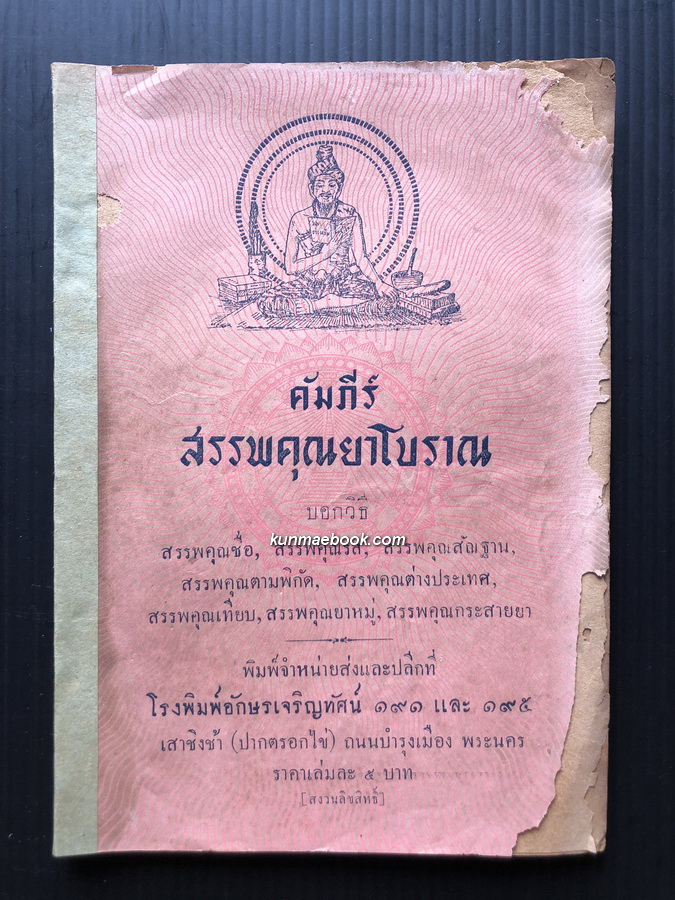 คัมภีร์
สรรพคุณยาโบราณ
บอกวิธี
kunmaebook.com
สรรพคุณชื่อ, สรรพคุณรส, สรรพคุณสัณฐาน,
สรรพคุณตามพิกัด, สรรพคุณต่างประเทศ,
สรรพคุณเทียบ, สรรพคุณยาหมู่, สรรพคุณกระสายยา
พิมพ์จำหน่ายส่งและปลีกที่
โรงพิมพ์อักษรเจริญทัศน์ ๑๙๑ และ ๑๙๕
เสาชิงช้า (ปากตรอกไข่) ถนนบำรุงเมือง พระนคร
ราคาเล่มละ ๕ บาท
[สงวนลิขสิทธิ์]